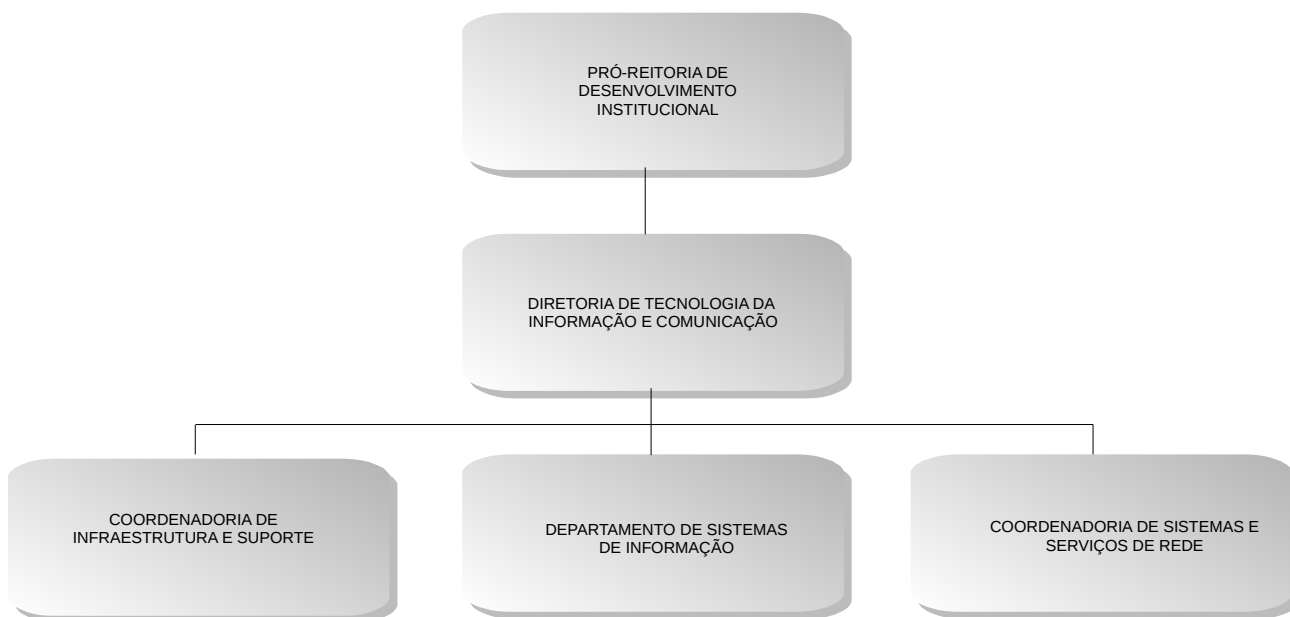 PRÓ-REITORIA DE
DESENVOLVIMENTO
INSTITUCIONAL
DIRETORIA DE TECNOLOGIA DA
INFORMAÇÃO E COMUNICAÇÃO
COORDENADORIA DE
INFRAESTRUTURA E SUPORTE
DEPARTAMENTO DE SISTEMAS
DE INFORMAÇÃO
COORDENADORIA DE SISTEMAS E
SERVIÇOS DE REDE